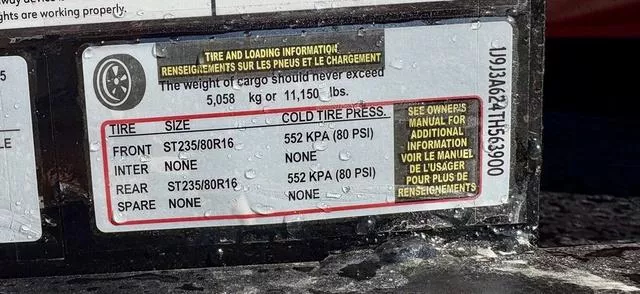 gs are working properly.
5
LE
TIRE AND LOADING INFORMATION
RENSEIGNEMENTS SUR LES PNEUS ET LE CHARGEMENT
The weight of cargo should never exceed
5,058 kg or 11,150 lbs.
TIRE SIZE COLD TIRE PRESS.
FRONT ST235/80R16 552 KPA (80 PSI)
INTER NONE NONE
REAR ST235/80R16 552 KPA (80 PSI)
SPARE NONE NONE
SEE OWNER'S
MANUAL FOR
ADDITIONAL
INFORMATION
VOIR LE MANUEL
DE L'USAGER
POUR PLUS DE
RENSEIGNEMENTS